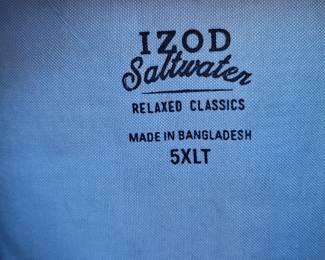 IZOD
Saltwater
RELAXED CLASSICS
MADE IN BANGLADESH
5XLT